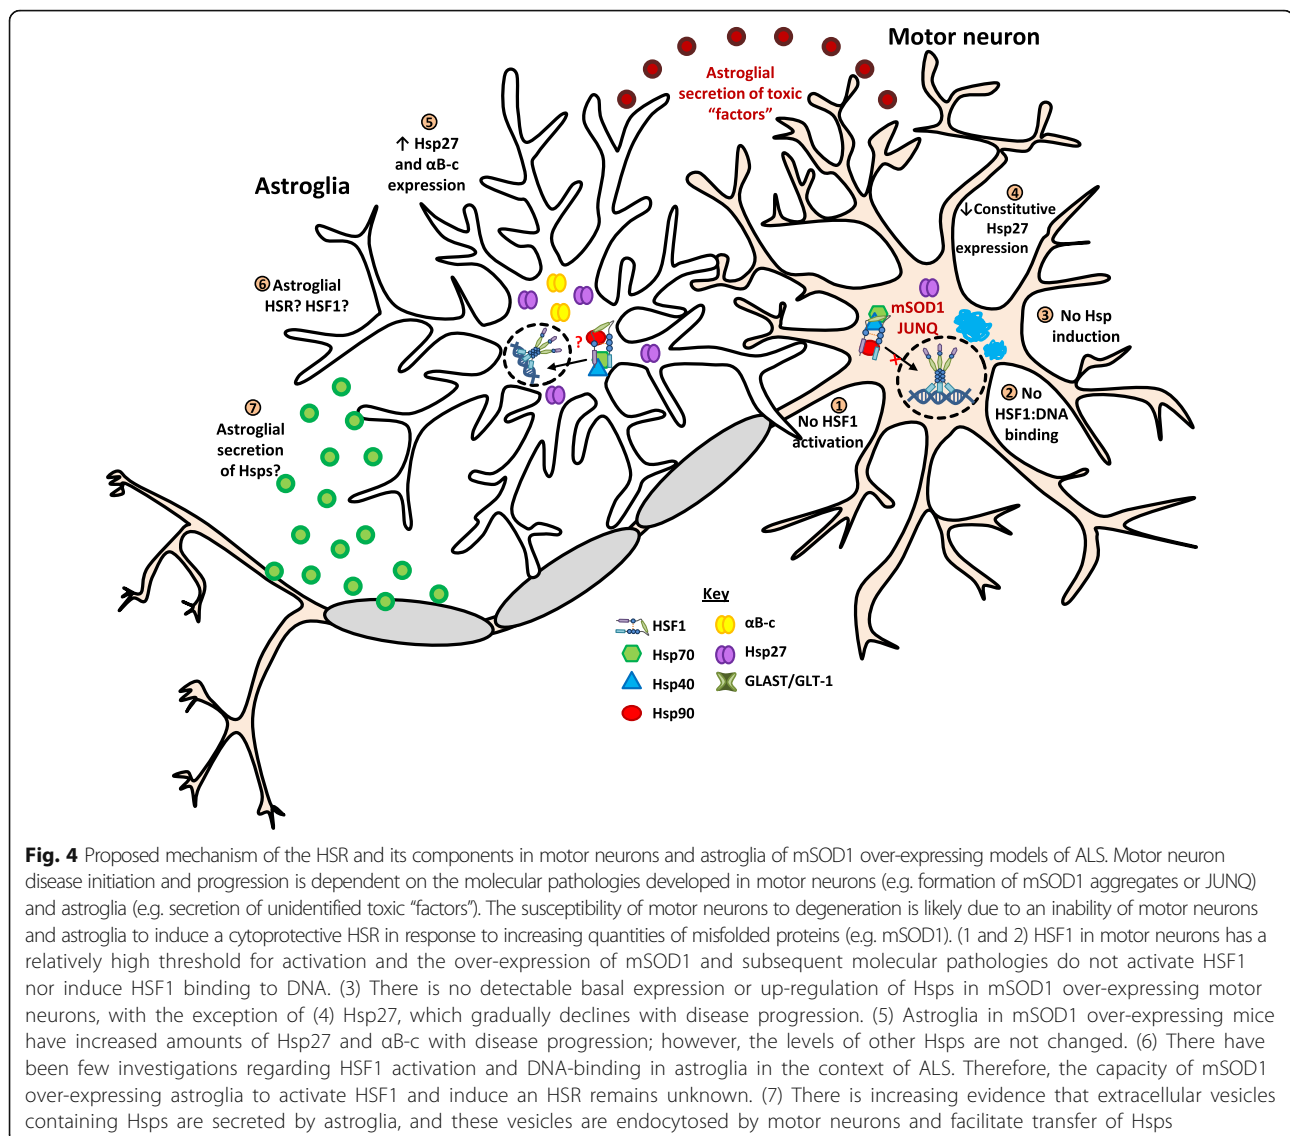 Motor neuron
Astroglial
secretion of toxic
“factors”
5
↑ Hsp27
and αB-c
expression
Astroglia
4
↓Constitutive
Hsp27
expression
6 Astroglial
HSR? HSF1?
mSOD1
JUNQ
3 No Hsp
induction
?
x
7
Astroglial
secretion
of Hsps?
1
No HSF1
activation
2 No
HSF1:DNA
binding
Key
HSF1
Hsp70
Hsp40
Hsp90
αB-c
Hsp27
GLAST/GLT-1
Fig. 4 Proposed mechanism of the HSR and its components in motor neurons and astroglia of mSOD1 over-expressing models of ALS. Motor neuron
disease initiation and progression is dependent on the molecular pathologies developed in motor neurons (e.g. formation of mSOD1 aggregates or JUNQ)
and astroglia (e.g. secretion of unidentified toxic “factors”). The susceptibility of motor neurons to degeneration is likely due to an inability of motor neurons
and astroglia to induce a cytoprotective HSR in response to increasing quantities of misfolded proteins (e.g. mSOD1). (1 and 2) HSF1 in motor neurons has a
relatively high threshold for activation and the over-expression of mSOD1 and subsequent molecular pathologies do not activate HSF1
nor induce HSF1 binding to DNA. (3) There is no detectable basal expression or up-regulation of Hsps in mSOD1 over-expressing motor
neurons, with the exception of (4) Hsp27, which gradually declines with disease progression. (5) Astroglia in mSOD1 over-expressing mice
have increased amounts of Hsp27 and αB-c with disease progression; however, the levels of other Hsps are not changed. (6) There have
been few investigations regarding HSF1 activation and DNA-binding in astroglia in the context of ALS. Therefore, the capacity of mSOD1
over-expressing astroglia to activate HSF1 and induce an HSR remains unknown. (7) There is increasing evidence that extracellular vesicles
containing Hsps are secreted by astroglia, and these vesicles are endocytosed by motor neurons and facilitate transfer of Hsps